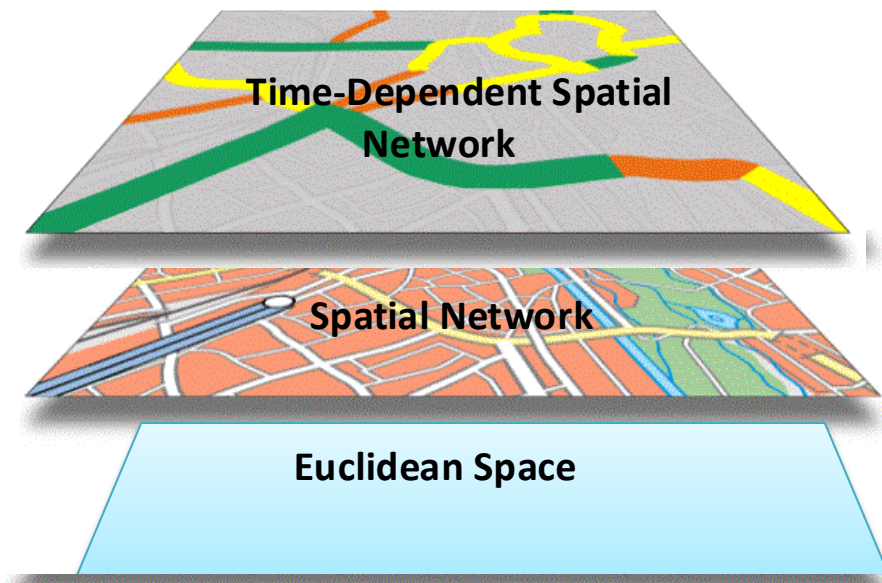 Time-Dependent Spatial
Network
Spatial Network
Euclidean Space